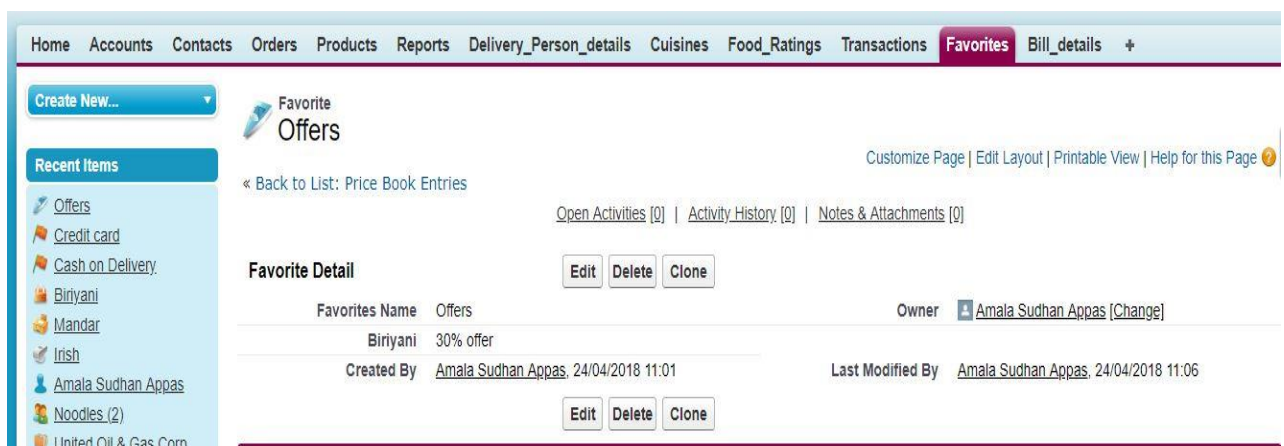 Home Accounts Contacts Orders Products Reports Delivery_Person_details Cuisines Food_Ratings Transactions Favorites Bill_details +
Create New...
Recent Items
Offers
Credit card
Cash on Delivery
Biriyani
Mandar
Irish
Amala Sudhan Appas
Noodles (2)
United Oil & Gas Corp
Favorite
Offers
Customize Page | Edit Layout | Printable View | Help for this Page ?
« Back to List: Price Book Entries
Open Activities [0] | Activity History [0] | Notes & Attachments [0]
Favorite Detail Edit Delete Clone
Favorites Name Offers Owner Amala Sudhan Appas [Change]
Biriyani 30% offer
Created By Amala Sudhan Appas, 24/04/2018 11:01 Last Modified By Amala Sudhan Appas, 24/04/2018 11:06
Edit Delete Clone